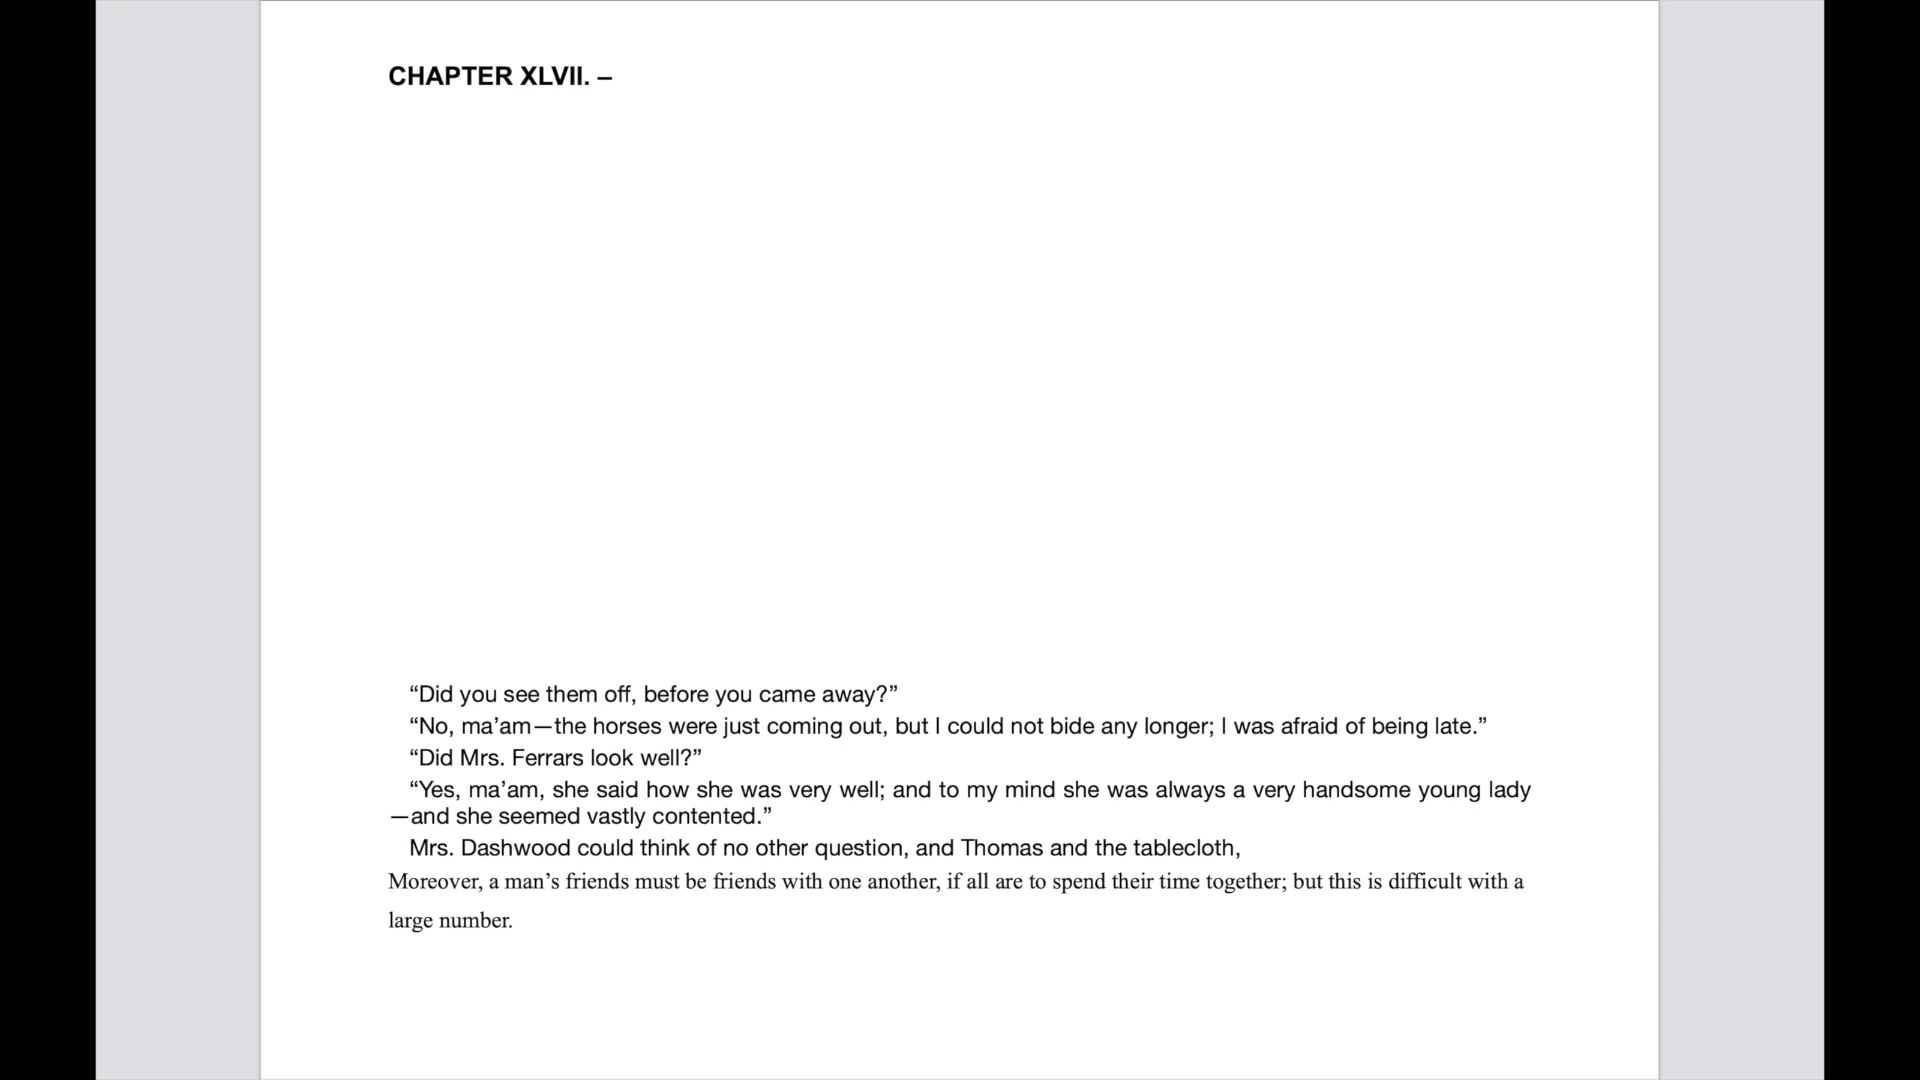 CHAPTER XLVII. –
“Did you see them off, before you came away?”
“No, ma’am—the horses were just coming out, but I could not bide any longer; I was afraid of being late.”
“Did Mrs. Ferrars look well?”
“Yes, ma’am, she said how she was very well; and to my mind she was always a very handsome young lady
—and she seemed vastly contented.”
Mrs. Dashwood could think of no other question, and Thomas and the tablecloth,
Moreover, a man’s friends must be friends with one another, if all are to spend their time together; but this is difficult with a
large number.